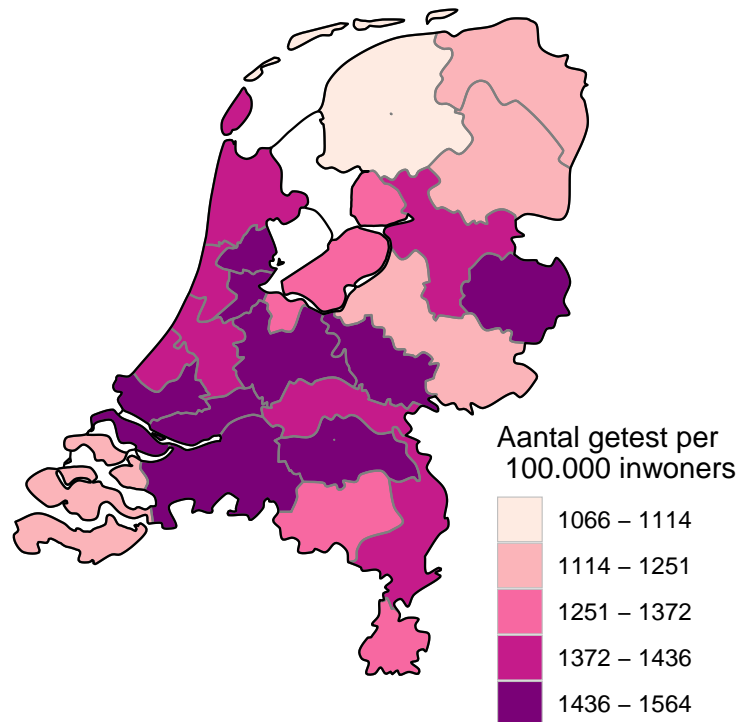 Aantal getest per
100.000 inwoners
1066 – 1114
1114 – 1251
1251 – 1372
1372 – 1436
1436 – 1564